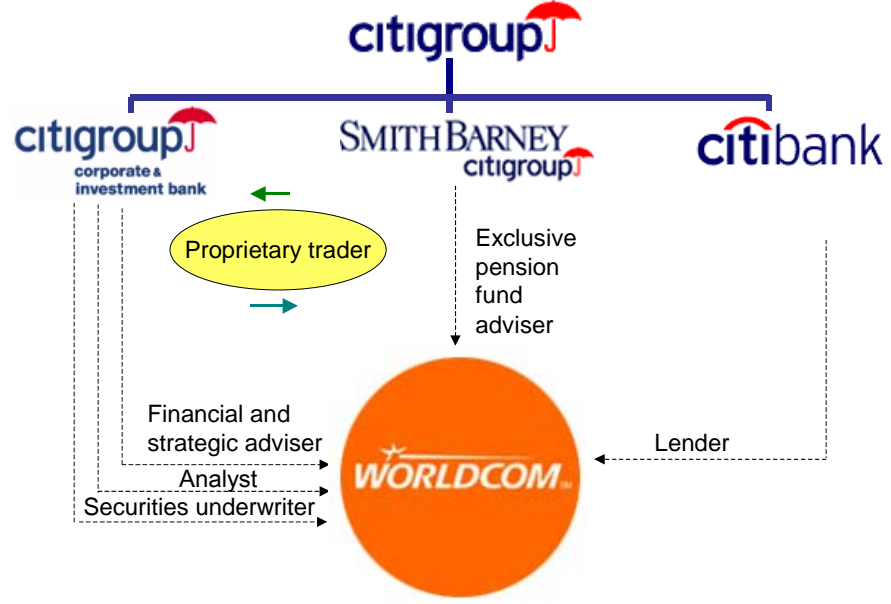 citigroup
citigroup
corporate &
investment bank
SMITH BARNEY
citigroup
citibank
Proprietary trader
Exclusive
pension
fund
adviser
Financial and
strategic adviser
Analyst
Securities underwriter
WORLDCOM
SM
Lender